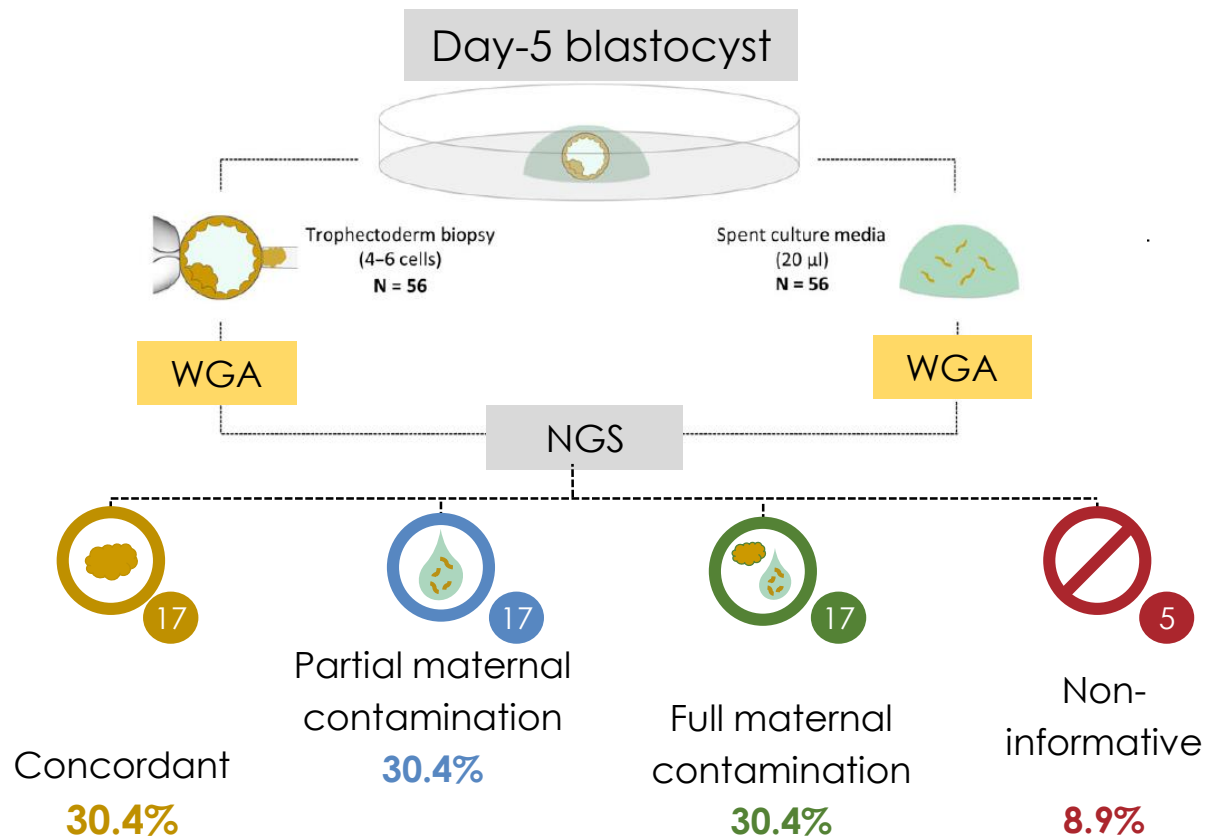 Day-5 blastocyst
Trophectoderm biopsy
(4–6 cells)
N = 56
Spent culture media
(20 µl)
N = 56
WGA
WGA
NGS
17
17
17
5
Concordant
30.4%
Partial maternal
contamination
30.4%
Full maternal
contamination
30.4%
Non-
informative
8.9%